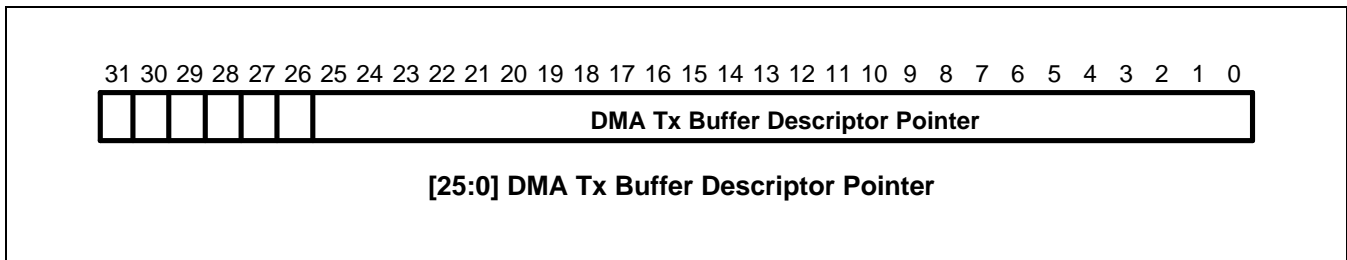 31 30 29 28 27 26 25 24 23 22 21 20 19 18 17 16 15 14 13 12 11 10 9 8 7 6 5 4 3 2 1 0
DMA Tx Buffer Descriptor Pointer
[25:0] DMA Tx Buffer Descriptor Pointer